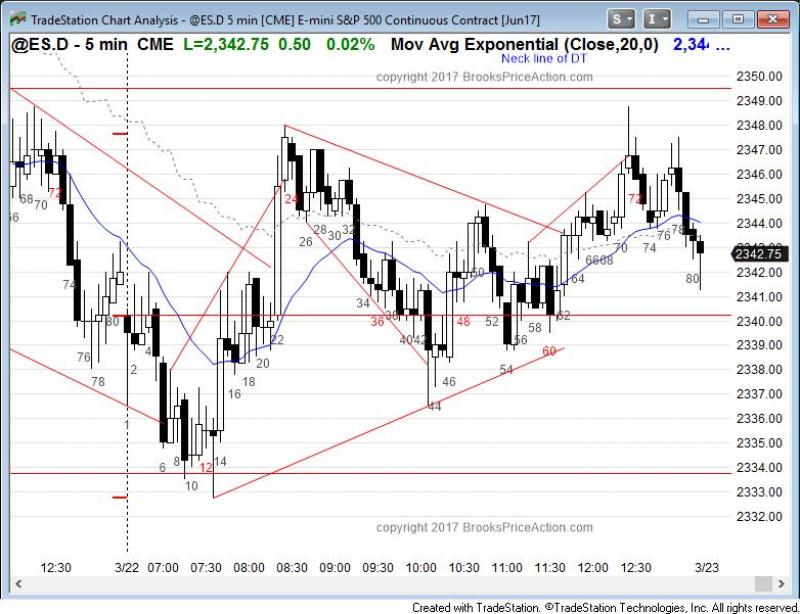 TradeStation Chart Analysis - @ES.D 5 min [CME] E-mini S&P 500 Continuous Contract [Jun17]
S I
@ES.D - 5 min CME L=2,342.75 0.50 0.02% Mov Avg Exponential (Close,20,0) 2,344 ...
Neck line of DT
copyright 2017 BrooksPriceAction.com
2350.00
2349.00
2348.00
2347.00
2346.00
2345.00
2344.00
2342.75
2342.00
2341.00
2340.00
2339.00
2338.00
2337.00
2336.00
2335.00
2334.00
2333.00
2332.00
66 68 70 72 74 76 78 80
1 2 4 6 8 10 12 14 16 18 20 22 24 26 28 30 32 34 36 38 40 42 44 46 48 50 52 54 56 58 60 62 64 66 68 70 72 74 76 78 80
copyright 2017 BrooksPriceAction.com
12:30 3/22 07:00 07:30 08:30 09:00 09:30 10:00 10:30 11:00 11:30 12:00 12:30 3/23
Created with TradeStation. ©TradeStation Technologies, Inc. All rights reserved.